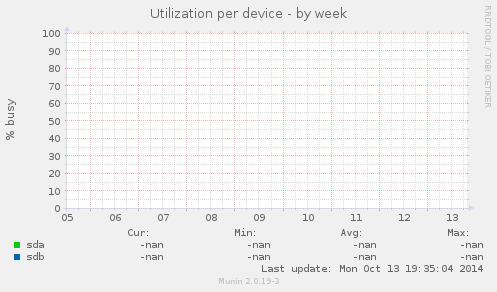 Utilization per device - by week
RRDTOOL / TOBI OETIKER
% busy
100
90
80
70
60
50
40
30
20
10
0
05 06 07 08 09 10 11 12 13
Cur: Min: Avg: Max:
sda -nan -nan -nan -nan
sdb -nan -nan -nan -nan
Last update: Mon Oct 13 19:35:04 2014
Munin 2.0.19-3